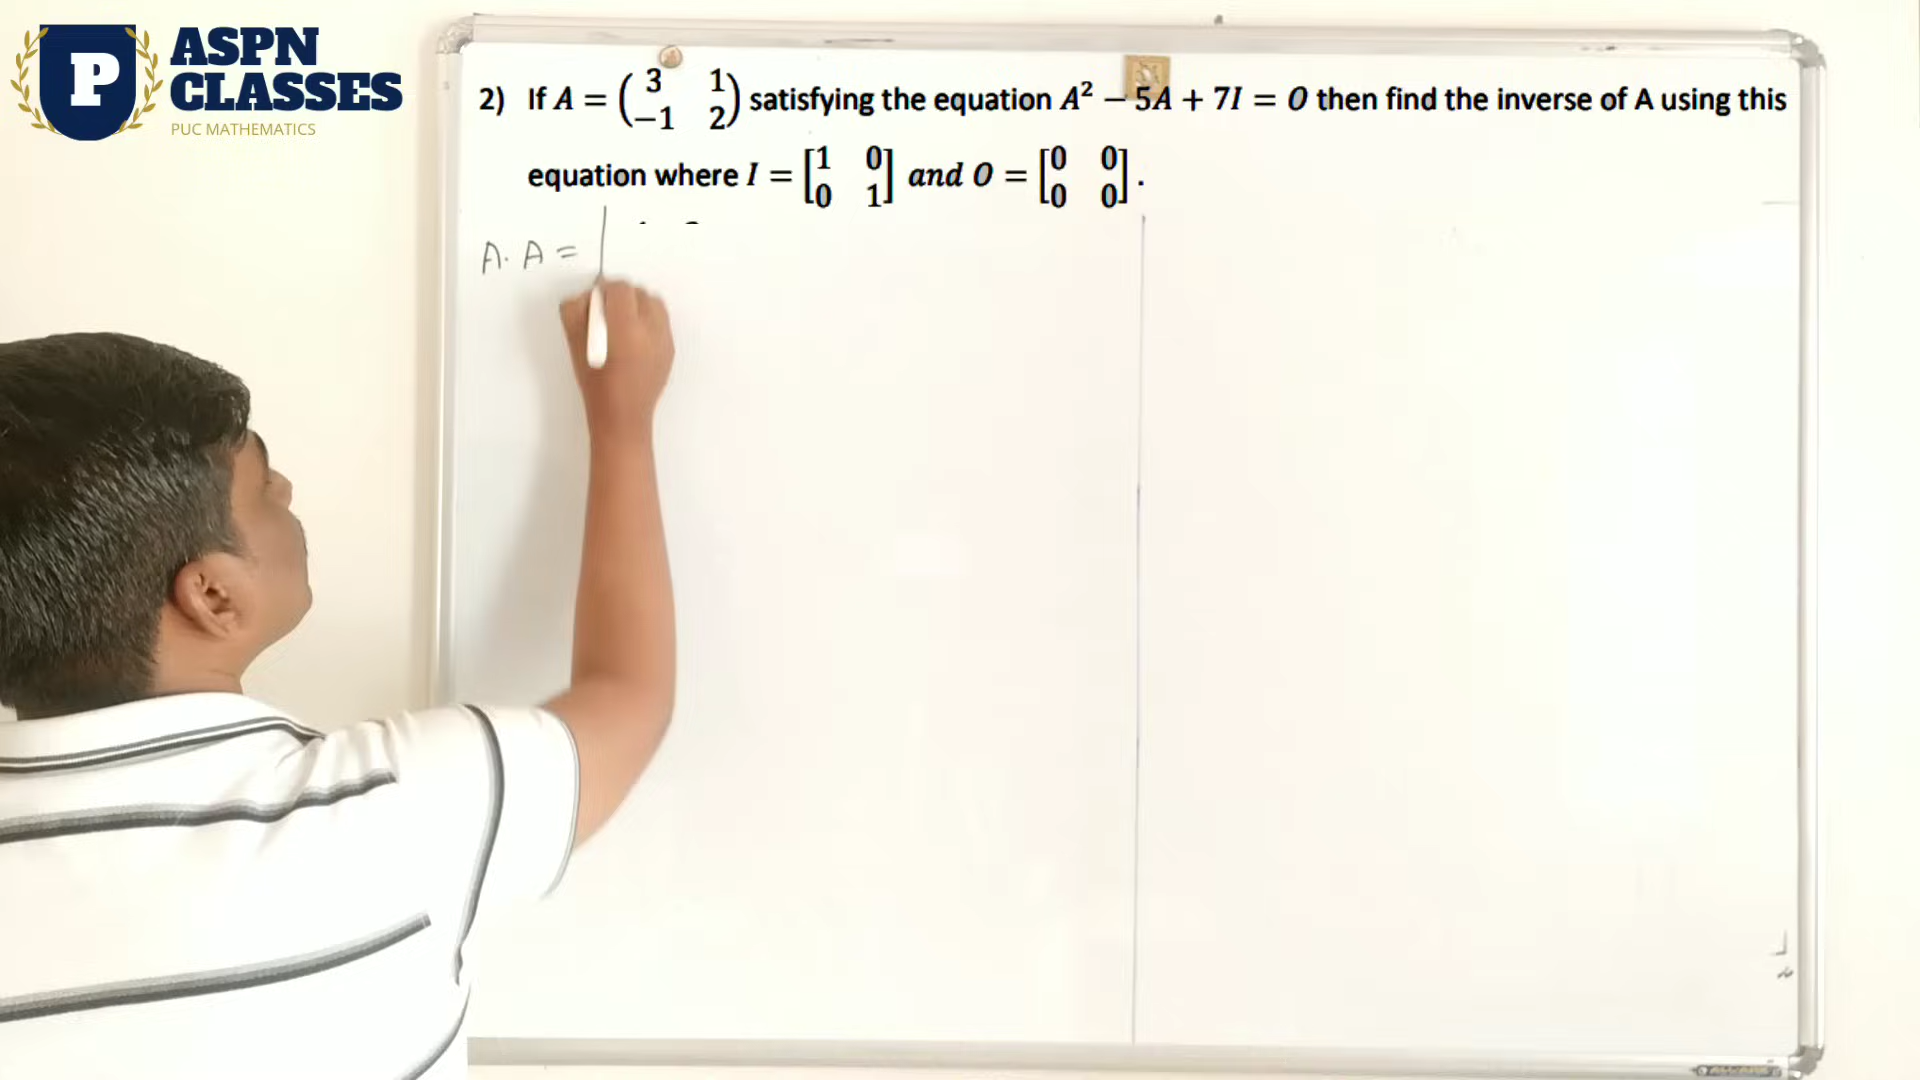 P
ASPN
CLASSES
PUC MATHEMATICS
2) If A = (3 1 −1 2) satisfying the equation A² − 5A + 7I = O then find the inverse of A using this
equation where I = [1 0 0 1] and O = [0 0 0 0].
A. A =